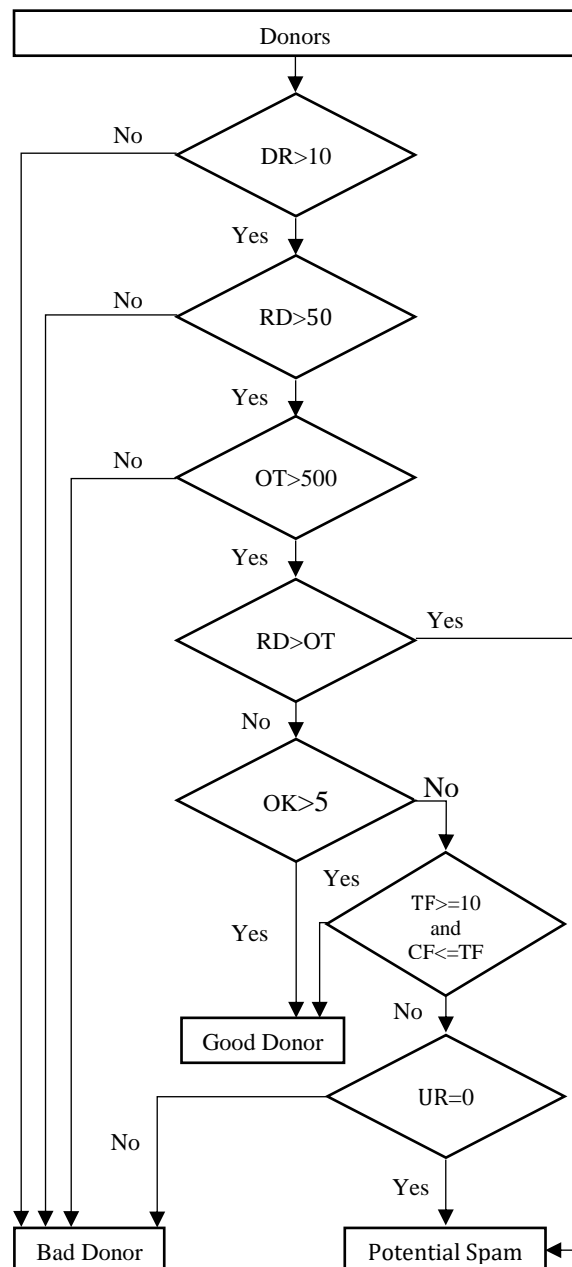 Donors
No
DR>10
Yes
No
RD>50
Yes
No
OT>500
Yes
RD>OT
Yes
No
OK>5
No
Yes
Yes
TF>=10
and
CF<=TF
No
Good Donor
UR=0
No
Yes
Bad Donor
Potential Spam